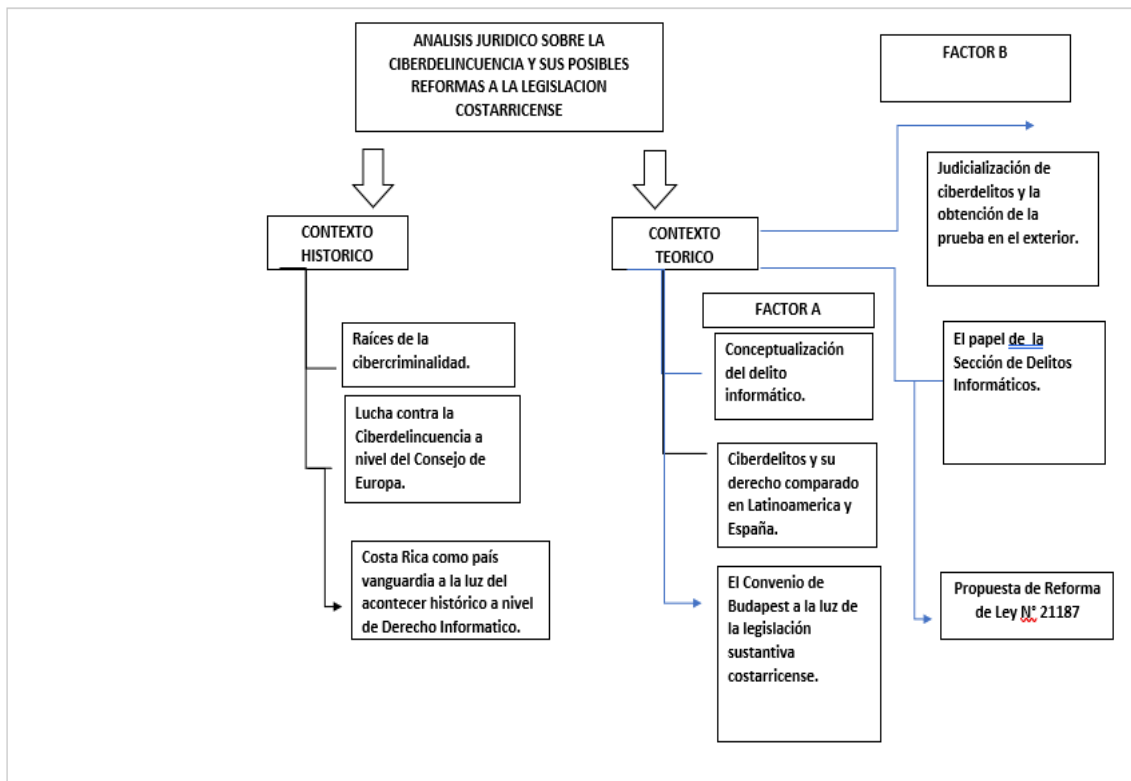 ANALISIS JURIDICO SOBRE LA
CIBERDELINCUENCIA Y SUS POSIBLES
REFORMAS A LA LEGISLACION
COSTARRICENSE
FACTOR B
CONTEXTO
HISTORICO
CONTEXTO
TEORICO
Judicialización de
ciberdelitos y la
obtención de la
prueba en el exterior.
FACTOR A
Raíces de la
cibercriminalidad.
Conceptualización
del delito
informático.
El papel de la
Sección de Delitos
Informáticos.
Lucha contra la
Ciberdelincuencia a
nivel del Consejo de
Europa.
Ciberdelitos y su
derecho comparado
en Latinoamerica y
España.
Costa Rica como país
vanguardia a la luz del
acontecer histórico a nivel
de Derecho Informatico.
El Convenio de
Budapest a la luz de
la legislación
sustantiva
costarricense.
Propuesta de Reforma
de Ley N° 21187